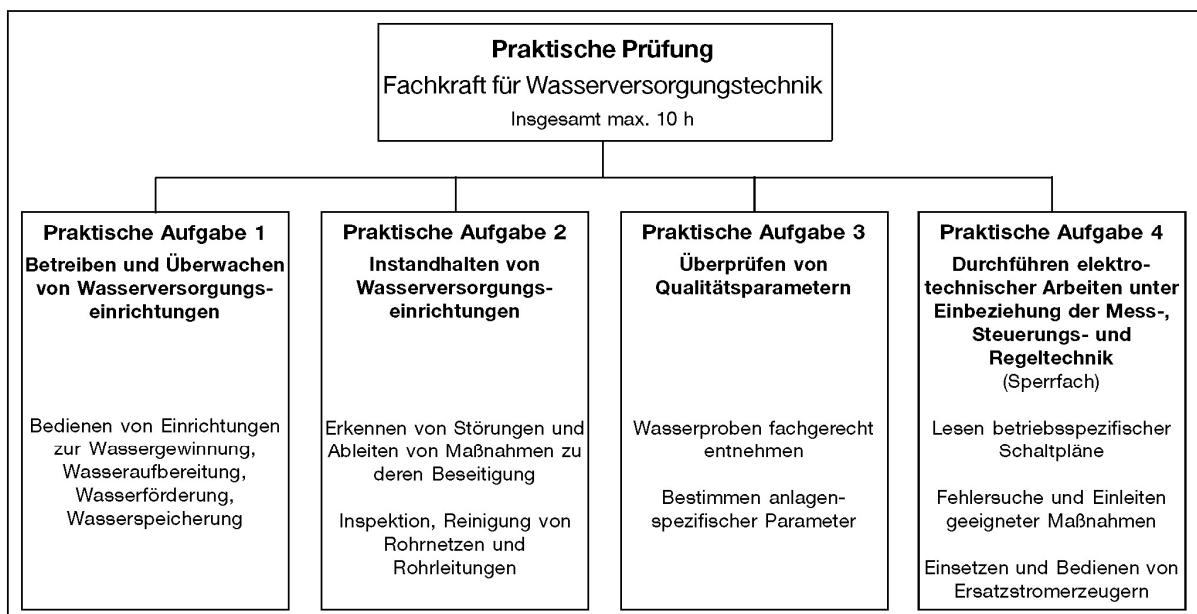 Praktische Prüfung
Fachkraft für Wasserversorgungstechnik
Insgesamt max. 10 h
Praktische Aufgabe 1
Betreiben und Überwachen
von Wasserversorgungs-
einrichtungen
Bedienen von Einrichtungen
zur Wassergewinnung,
Wasseraufbereitung,
Wasserförderung,
Wasserspeicherung
Praktische Aufgabe 2
Instandhalten von
Wasserversorgungs-
einrichtungen
Erkennen von Störungen und
Ableiten von Maßnahmen zu
deren Beseitigung
Inspektion, Reinigung von
Rohrnetzen und
Rohrleitungen
Praktische Aufgabe 3
Überprüfen von
Qualitätsparametern
Wasserproben fachgerecht
entnehmen
Bestimmen anlagen-
spezifischer Parameter
Praktische Aufgabe 4
Durchführen elektro-
technischer Arbeiten unter
Einbeziehung der Mess-,
Steuerungs- und
Regeltechnik
(Sperrfach)
Lesen betriebsspezifischer
Schaltpläne
Fehlersuche und Einleiten
geeigneter Maßnahmen
Einsetzen und Bedienen von
Ersatzstromerzeugern